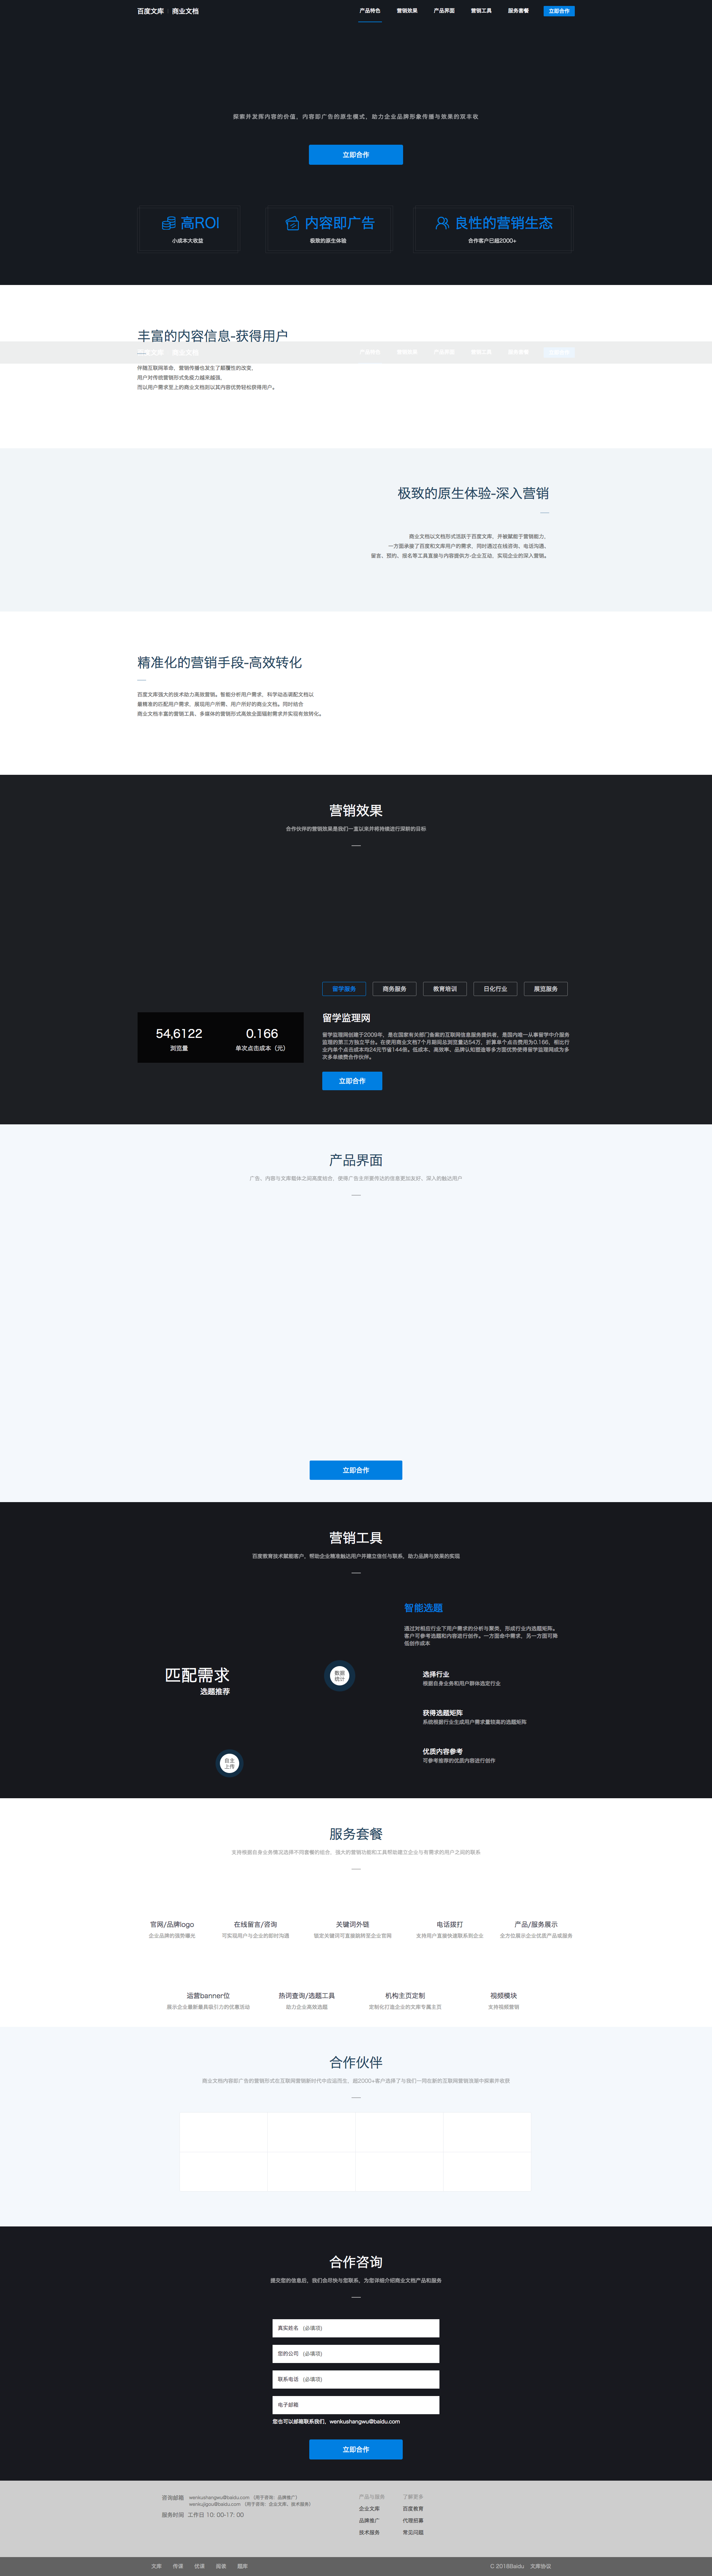 百度文库 商业文档 产品特色 营销效果 产品界面 营销工具 服务套餐 立即合作
探索并发挥内容的价值，内容即广告的原生模式，助力企业品牌形象传播与效果的双丰收
立即合作
高ROI 内容即广告 良性的营销生态
小成本大收益 极致的原生体验 合作客户已超2000+
丰富的内容信息-获得用户
百度文库 商业文档 产品特色 营销效果 产品界面 营销工具 服务套餐 立即合作
伴随互联网革命，营销传播也发生了颠覆性的改变，
用户对传统营销形式免疫力越来越强，
而以用户需求至上的商业文档则以其内容优势轻松获得用户。
极致的原生体验-深入营销
商业文档以文档形式活跃于百度文库，并被赋能于营销能力，
一方面承接了百度和文库用户的需求，同时通过在线咨询、电话沟通、
留言、预约、报名等工具直接与内容提供方-企业互动，实现企业的深入营销。
精准化的营销手段-高效转化
百度文库强大的技术助力高效营销。智能分析用户需求，科学动态调配文档以
最精准的匹配用户需求，展现用户所需、用户所好的商业文档。同时结合
商业文档丰富的营销工具，多媒体的营销形式高效全面辐射需求并实现有效转化。
营销效果
合作伙伴的营销效果是我们一直以来并将持续进行深耕的目标
留学服务 商务服务 教育培训 日化行业 展览服务
留学监理网
54,6122 0.166
浏览量 单次点击成本（元）
留学监理网创建于2009年，是在国家有关部门备案的互联网信息服务提供者，是国内唯一从事留学中介服务监
理的第三方独立平台。在使用商业文档7个月期间总浏览量达54万，折算单个点击费用为0.166，相比行
业内单个点击成本均24元节省144倍。低成本、高效率、品牌认知塑造等多方面优势使得留学监理网成为多
次多单续费合作伙伴。
立即合作
产品界面
广告、内容与文库载体之间高度结合，使得广告主所要传达的信息更加友好、深入的触达用户
立即合作
营销工具
百度教育技术赋能客户，帮助企业精准触达用户并建立信任与联系，助力品牌与效果的实现
智能选题
通过对相应行业下用户需求的分析与聚类，形成行业内选题矩阵。
客户可参考选题和内容进行创作。一方面命中需求，另一方面可降
低创作成本
匹配需求
选题推荐
数据
统计
自主
上传
选择行业
根据自身业务和用户群体选定行业
获得选题矩阵
系统根据行业生成用户需求量较高的选题矩阵
优质内容参考
可参考推荐的优质内容进行创作
服务套餐
支持根据自身业务情况选择不同套餐的组合，强大的营销功能和工具帮助建立企业与有需求的用户之间的联系
官网/品牌logo 在线留言/咨询 关键词外链 电话拨打 产品/服务展示
企业品牌的强势曝光 可实现用户与企业的即时沟通 锁定关键词可直接跳转至企业官网 支持用户直接快速联系到企业 全方位展示企业优质产品或服务
运营banner位 热词查询/选题工具 机构主页定制 视频模块
展示企业最新最具吸引力的优惠活动 助力企业高效选题 定制化打造企业的文库专属主页 支持视频营销
合作伙伴
商业文档内容即广告的营销形式在互联网营销新时代中应运而生，超2000+客户选择了与我们一同在新的互联网营销浪潮中探索并收获
合作咨询
提交您的信息后，我们会尽快与您联系，为您详细介绍商业文档产品和服务
真实姓名 （必填项）
您的公司 （必填项）
联系电话 （必填项）
电子邮箱
您也可以邮箱联系我们，wenkushangwu@baidu.com
立即合作
咨询邮箱 wenkushangwu@baidu.com （用于咨询：品牌推广）
wenkujigou@baidu.com （用于咨询：企业文库、技术服务）
服务时间 工作日 10: 00-17: 00
产品与服务 了解更多
企业文库 百度教育
品牌推广 代理招募
技术服务 常见问题
文库 传课 优课 阅读 题库 © 2018Baidu 文库协议